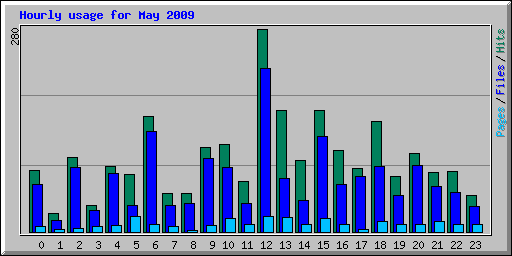 Hourly usage for May 2009
280
Pages / Files / Hits
0 1 2 3 4 5 6 7 8 9 10 11 12 13 14 15 16 17 18 19 20 21 22 23